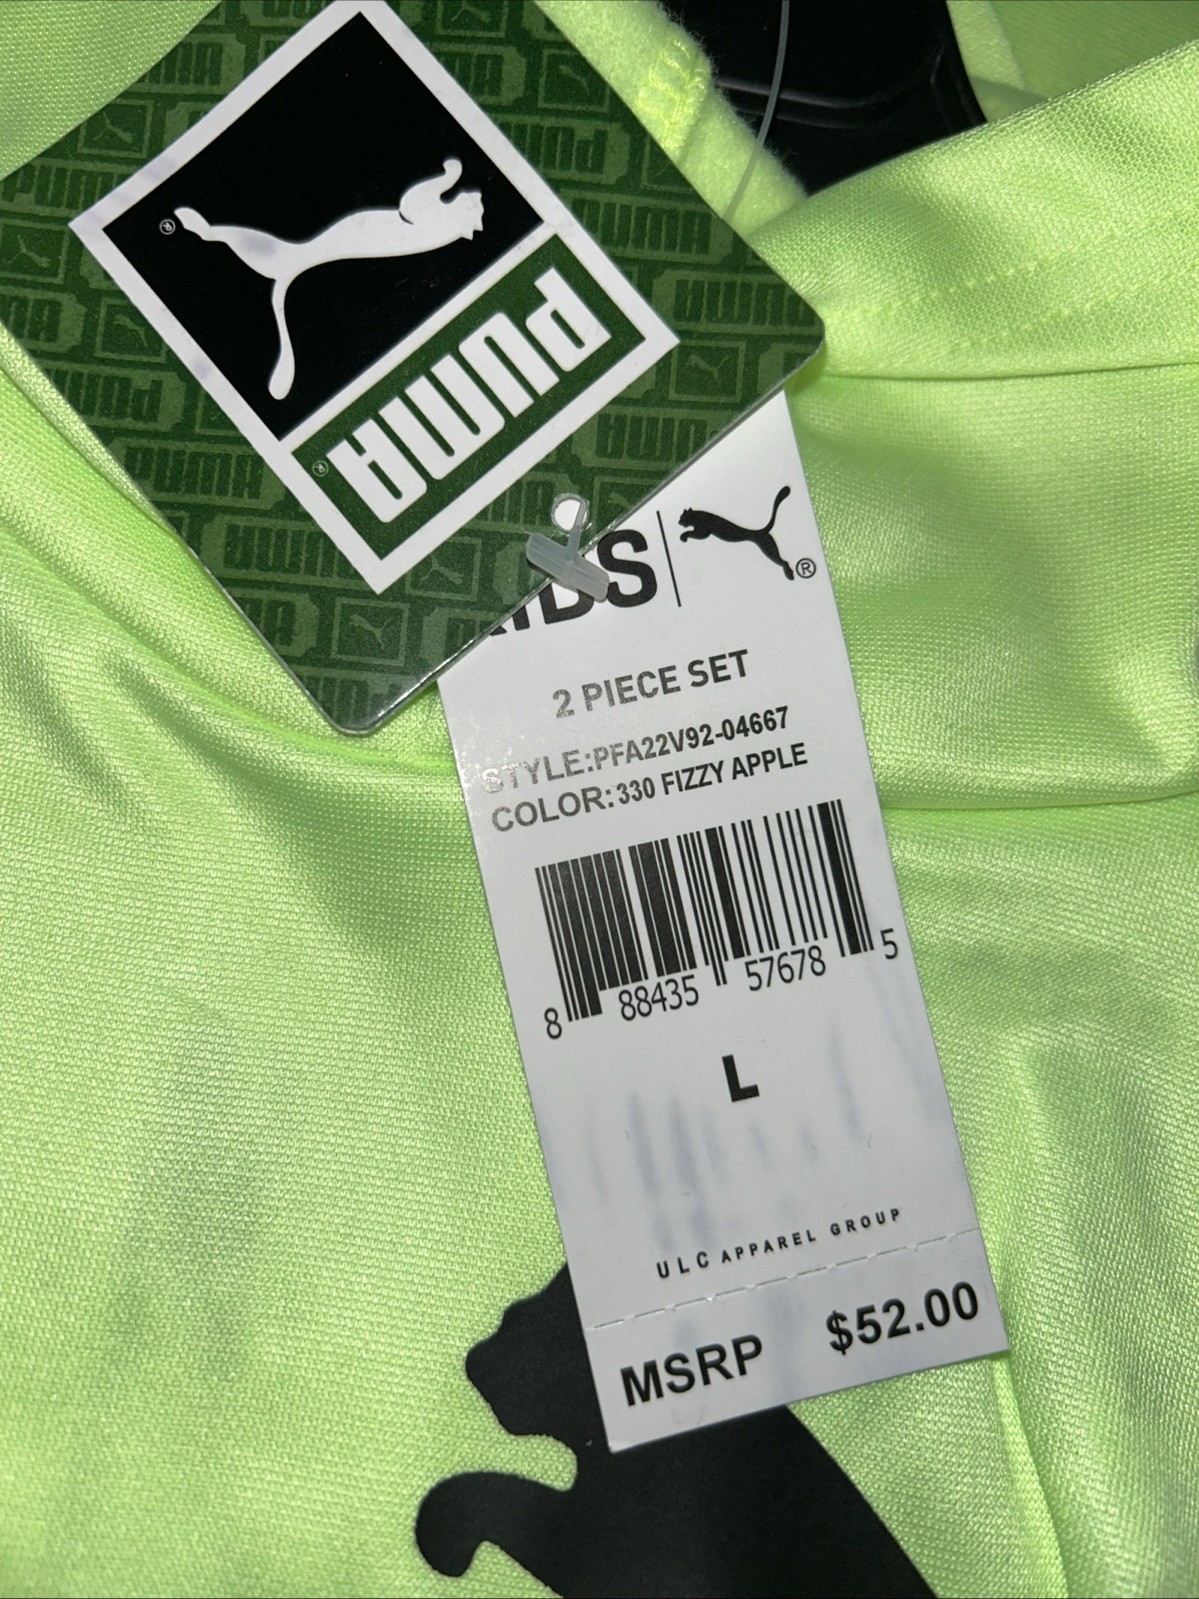 PUMA
KIDS
2 PIECE SET
STYLE:PFA22V92-04667
COLOR:330 FIZZY APPLE
8 88435 57678 5
L
ULC APPAREL GROUP
MSRP $52.00